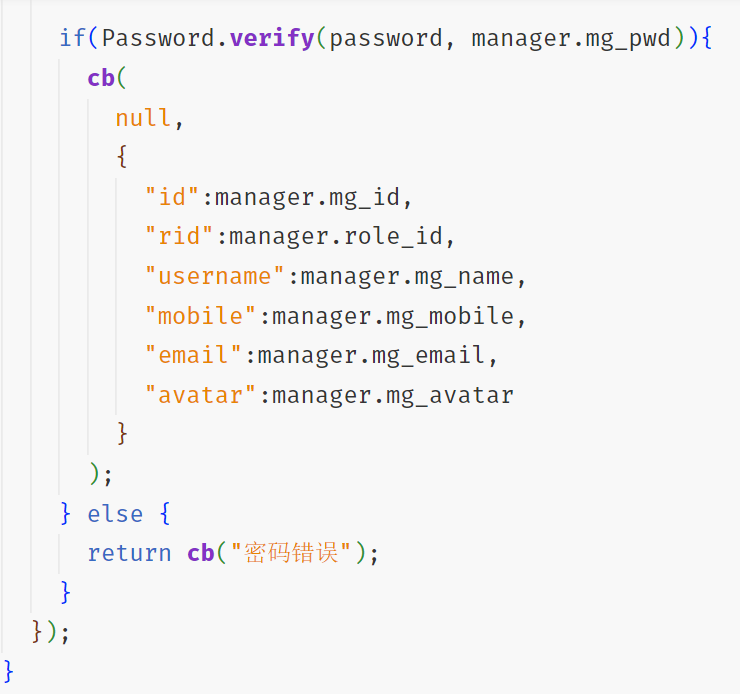 if(Password.verify(password, manager.mg_pwd)){
cb(
null,
{
"id":manager.mg_id,
"rid":manager.role_id,
"username":manager.mg_name,
"mobile":manager.mg_mobile,
"email":manager.mg_email,
"avatar":manager.mg_avatar
}
);
} else {
return cb("密码错误");
}
});
}